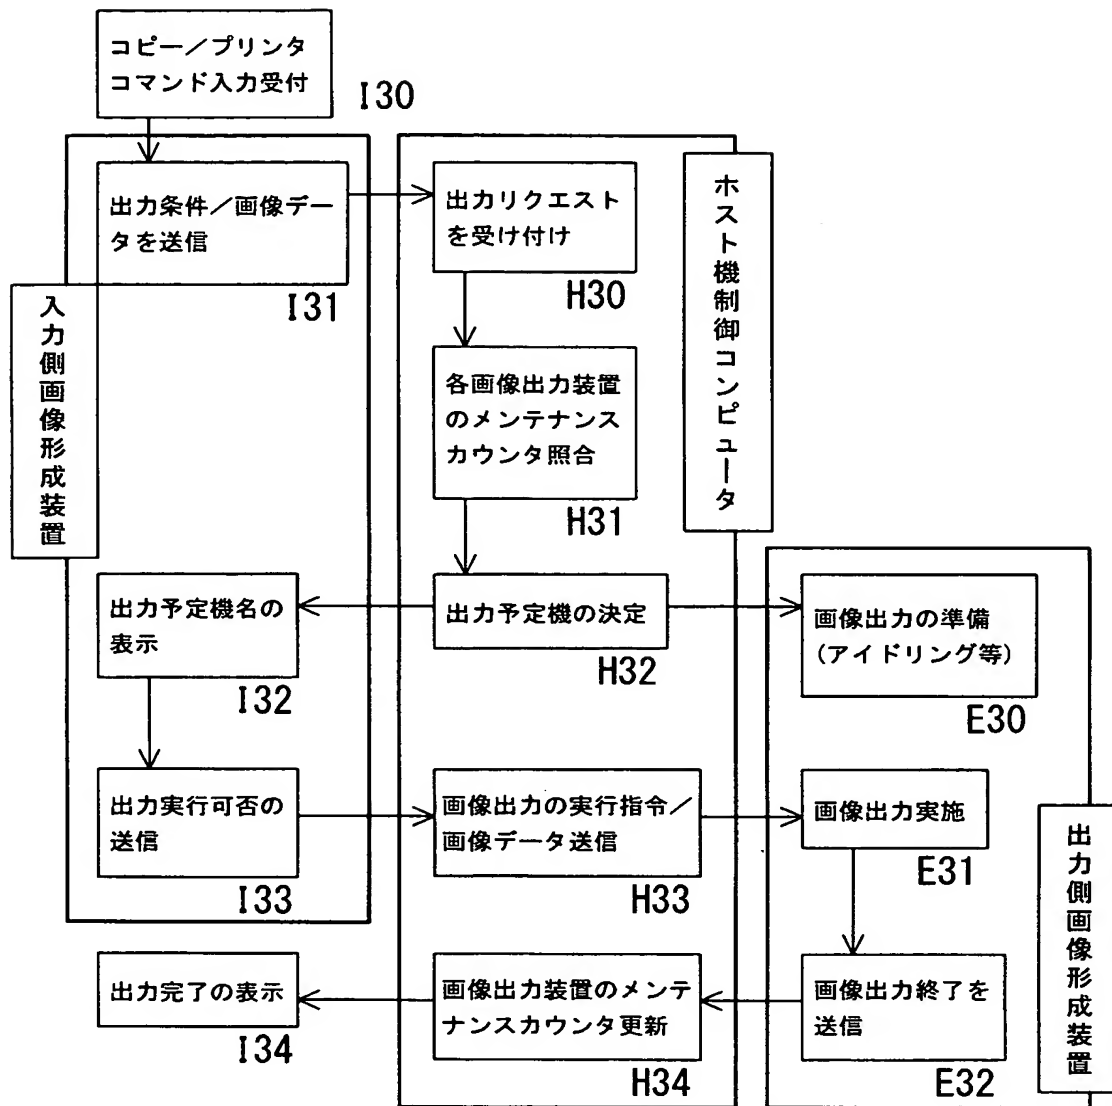 コピー／プリンタ
コマンド入力受付
I30
出力条件／画像デー
タを送信
I31
出力リクエスト
を受け付け
H30
ホスト機制御コンピュータ
入力側画像形成装置
各画像出力装置
のメンテナンス
カウンタ照合
H31
出力予定機名の
表示
I32
出力予定機の決定
H32
画像出力の準備
(アイドリング等)
E30
出力実行可否の
送信
I33
画像出力の実行指令／
画像データ送信
H33
画像出力実施
E31
出力側画像形成装置
出力完了の表示
I34
画像出力装置のメンテ
ナンスカウンタ更新
H34
画像出力終了を
送信
E32